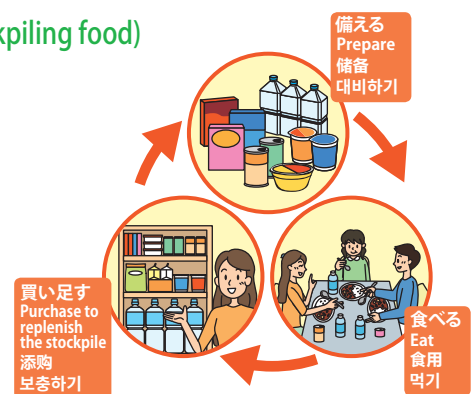 kpiling food)
備える
Prepare
储备
대비하기
買い足す
Purchase to
replenish
the stockpile
添购
보충하기
食べる
Eat
食用
먹기